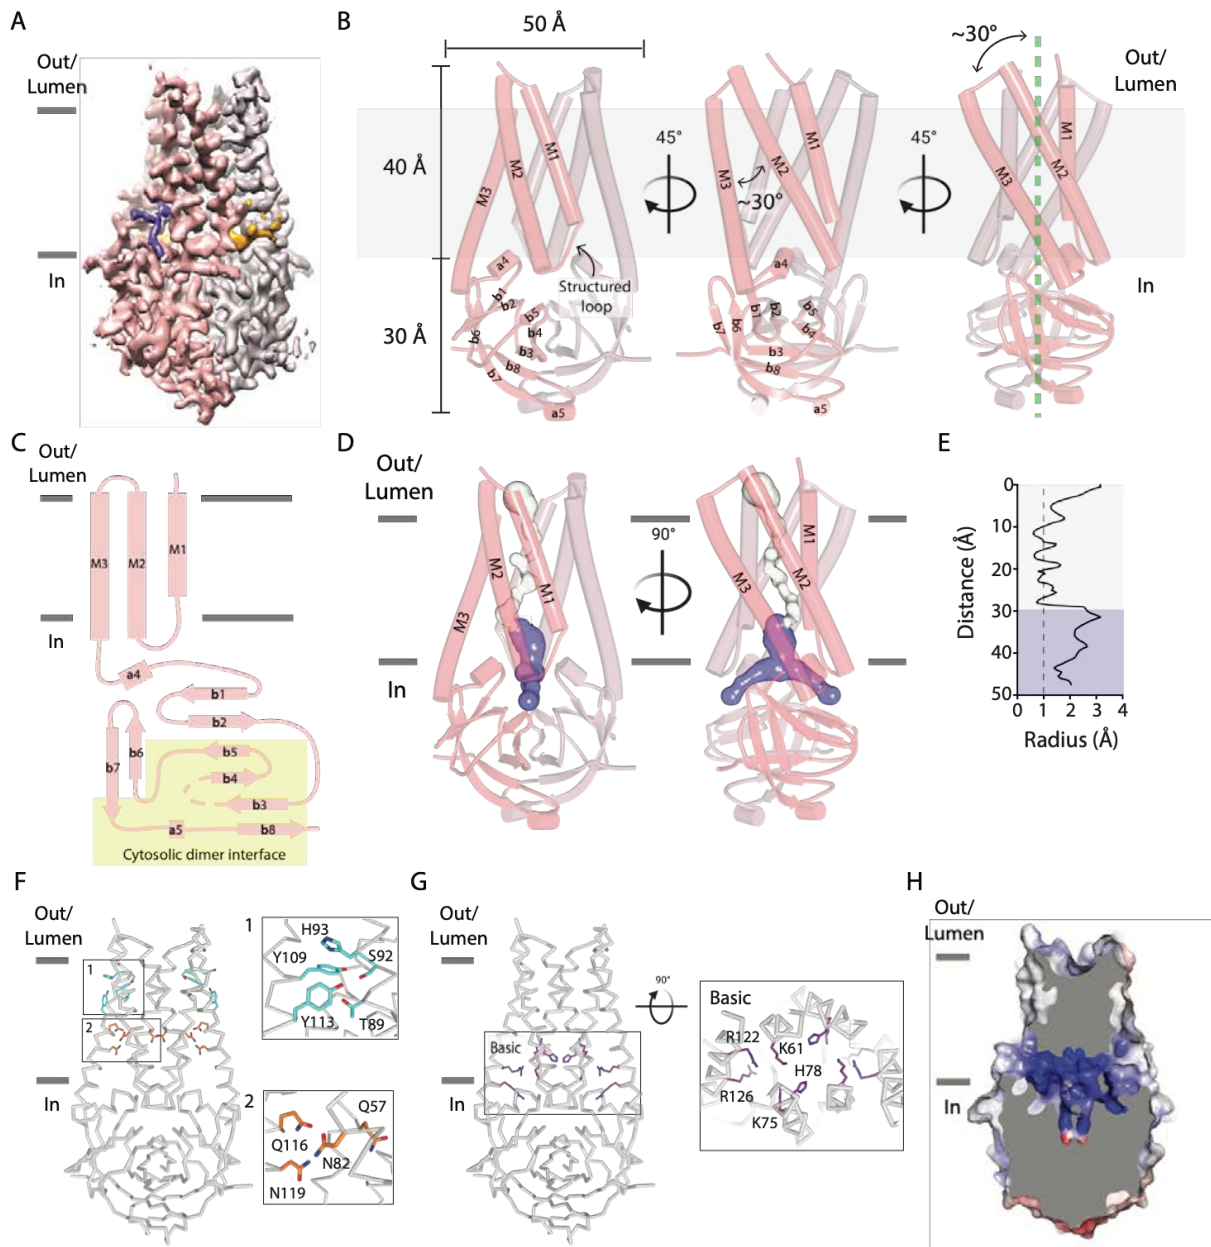 A
Out/
Lumen
In
B
50 Å
40 Å
30 Å
M3
M2
M1
a4
b1
b2
b5
b4
b6
b3
b8
b7
a5
Structured
loop
45°
M3
M2
M1
~30°
a4
b7
b6
b1
b2
b5
b4
b3
b8
a5
45°
~30°
M3
M2
M1
Out/
Lumen
In
C
Out/
Lumen
In
M3
M2
M1
a4
b1
b2
b7
b6
b5
b4
b3
a5
b8
Cytosolic dimer interface
D
Out/
Lumen
In
M3
M2
M1
90°
M3
M2
M1
E
Distance (Å)
0
10
20
30
40
50
0 1 2 3 4
Radius (Å)
F
Out/
Lumen
In
1
2
1
H93
Y109
S92
Y113
T89
2
Q57
Q116
N82
N119
G
Out/
Lumen
In
Basic
90°
Basic
R122
K61
H78
R126
K75
H
Out/
Lumen
In